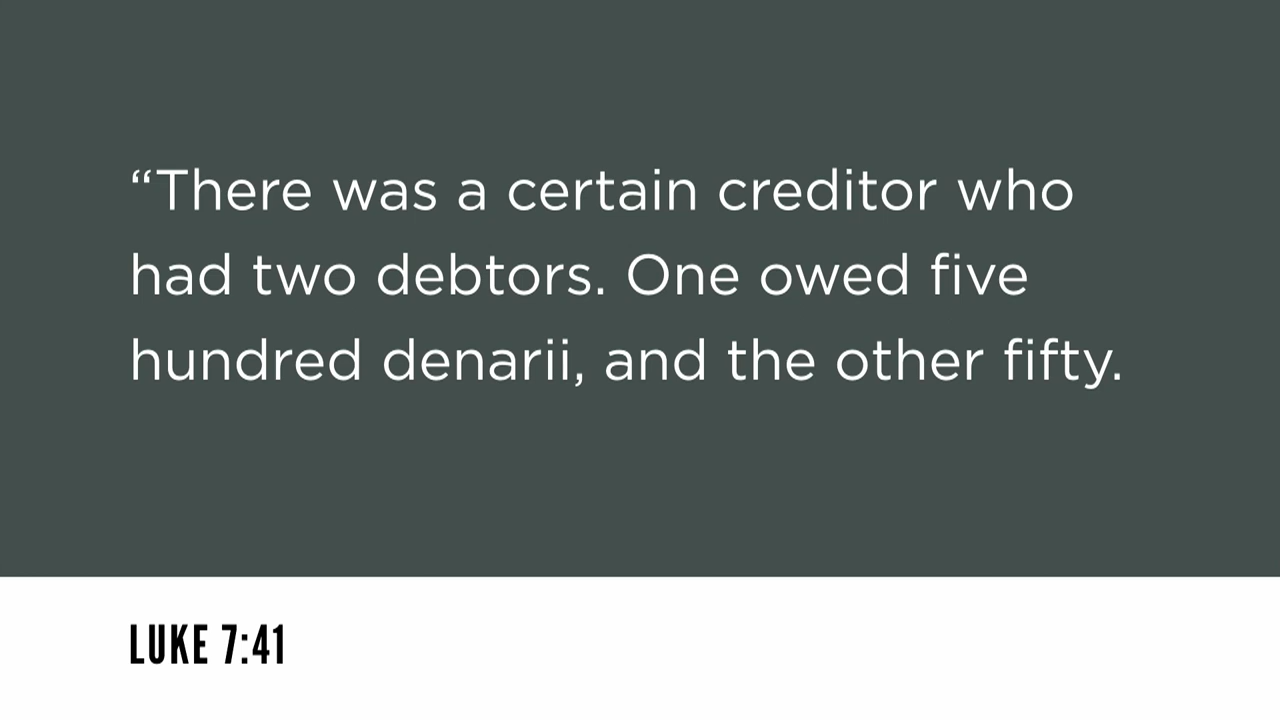 “There was a certain creditor who
had two debtors. One owed five
hundred denarii, and the other fifty.
LUKE 7:41